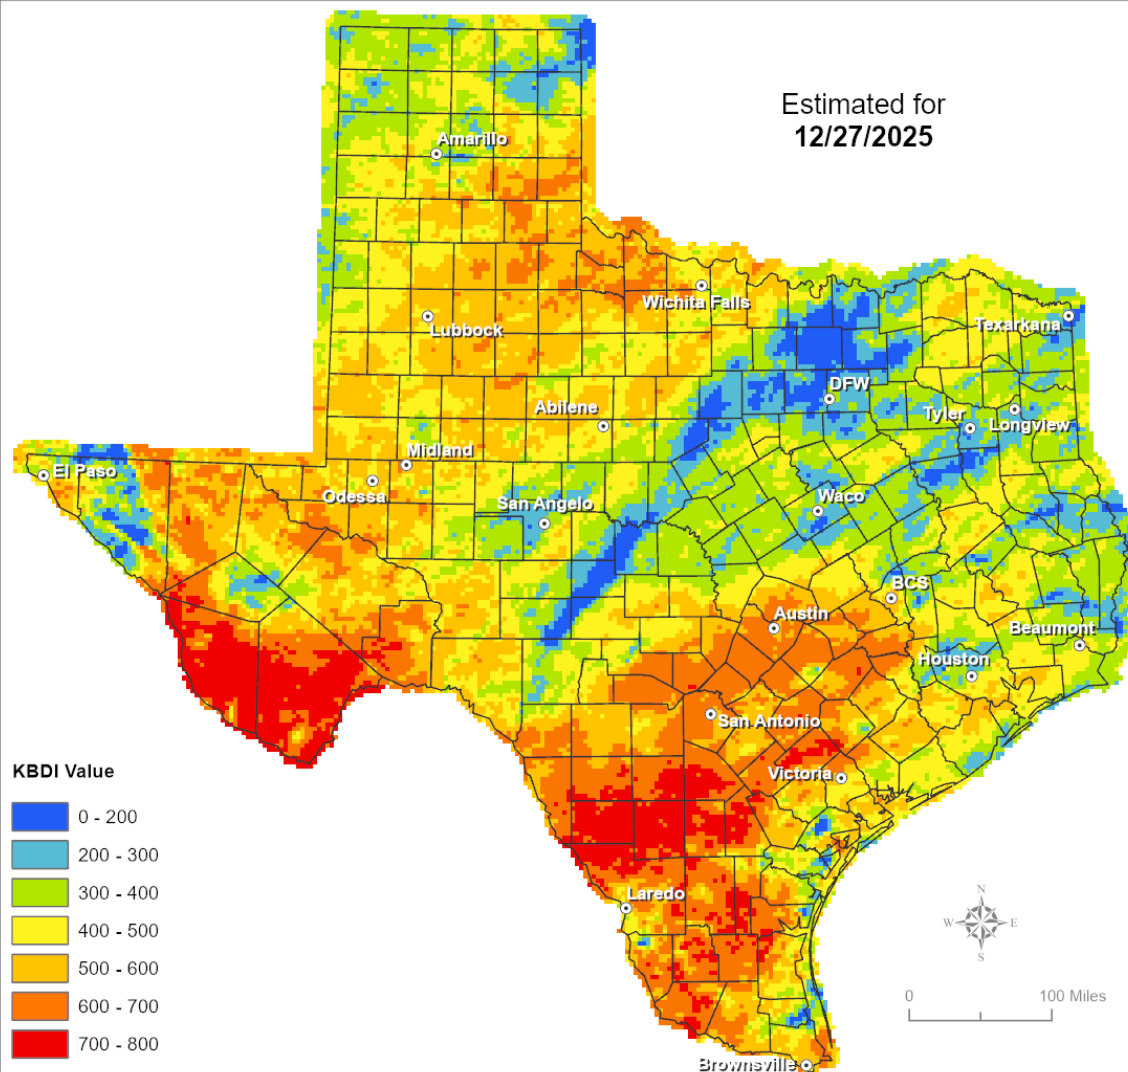 Estimated for
12/27/2025
Amarillo
Wichita Falls
Lubbock
Texarkana
DFW
Abilene
Tyler
Longview
Midland
El Paso
Odessa
San Angelo
Waco
BCS
Austin
Beaumont
Houston
San Antonio
Victoria
Laredo
Brownsville
KBDI Value
0 - 200
200 - 300
300 - 400
400 - 500
500 - 600
600 - 700
700 - 800
N
W E
S
0 100 Miles